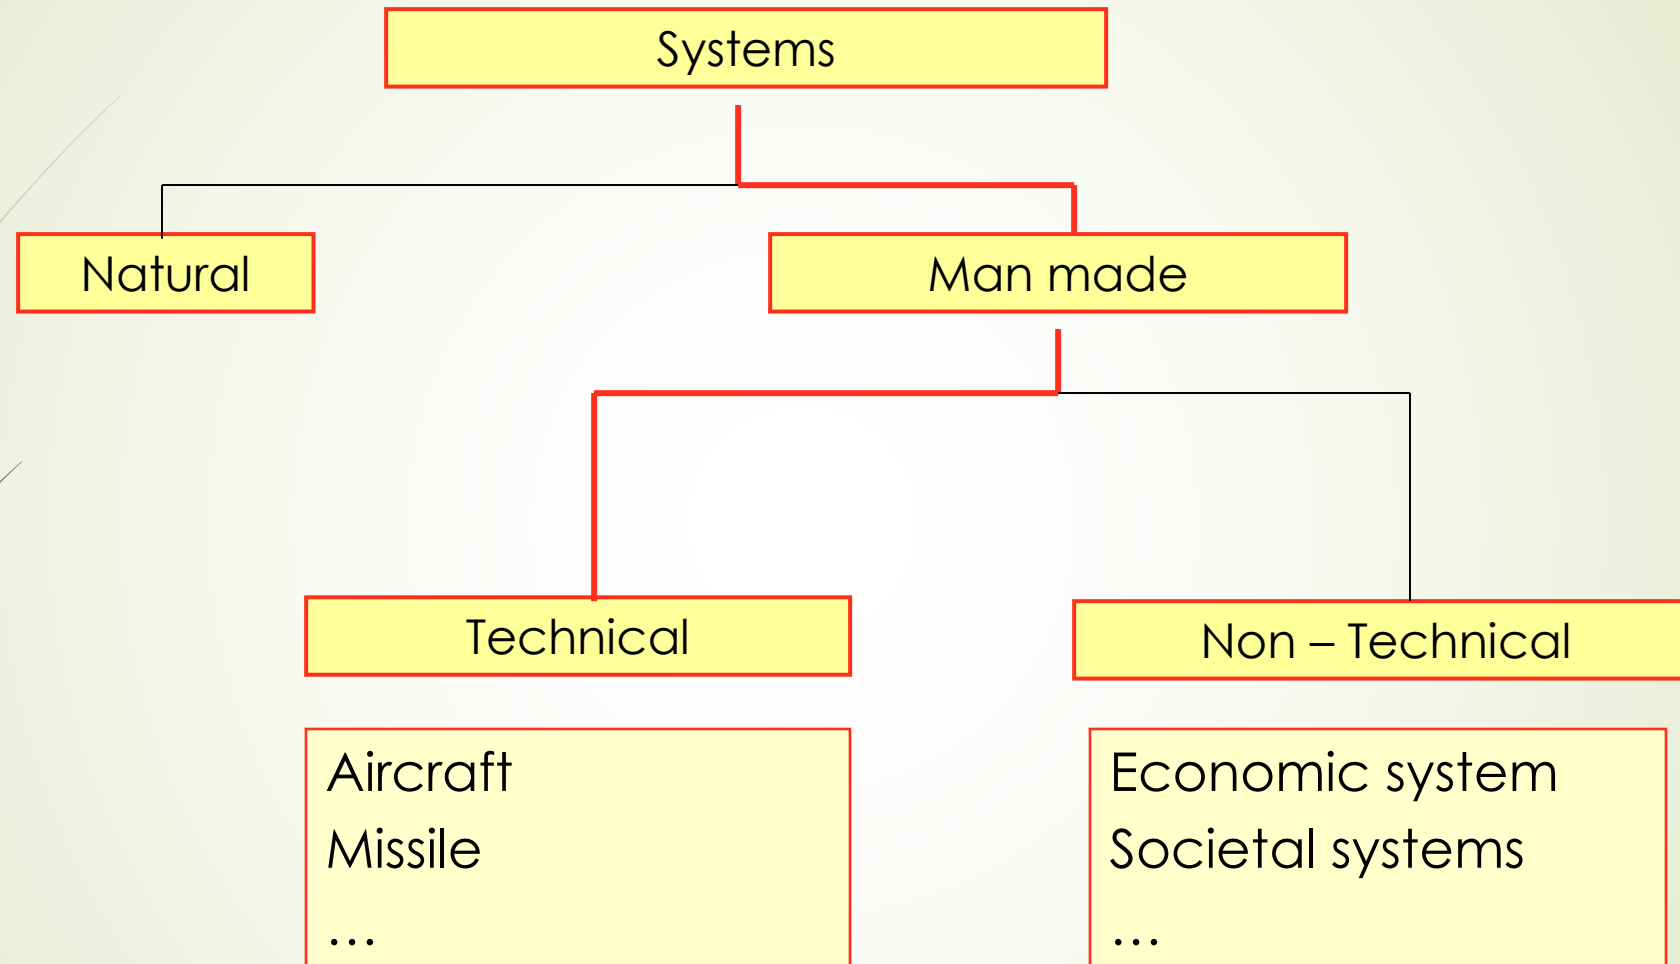 Systems
Natural
Man made
Technical
Non – Technical
Aircraft
Missile
…
Economic system
Societal systems
…